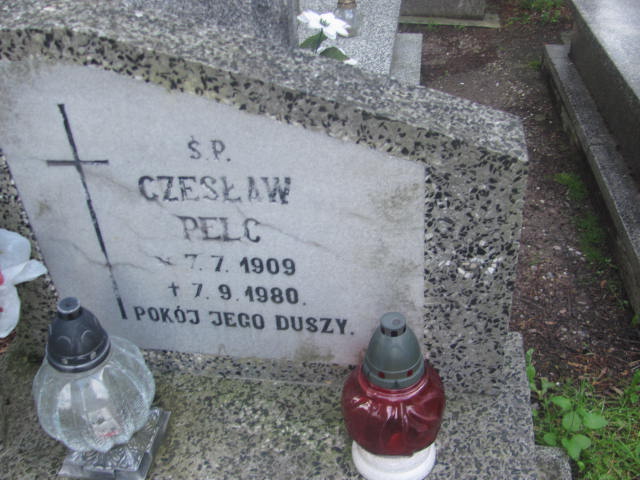 Ś.P.
CZESŁAW
PELC
* 7.7.1909
† 7.9.1980.
POKÓJ JEGO DUSZY.